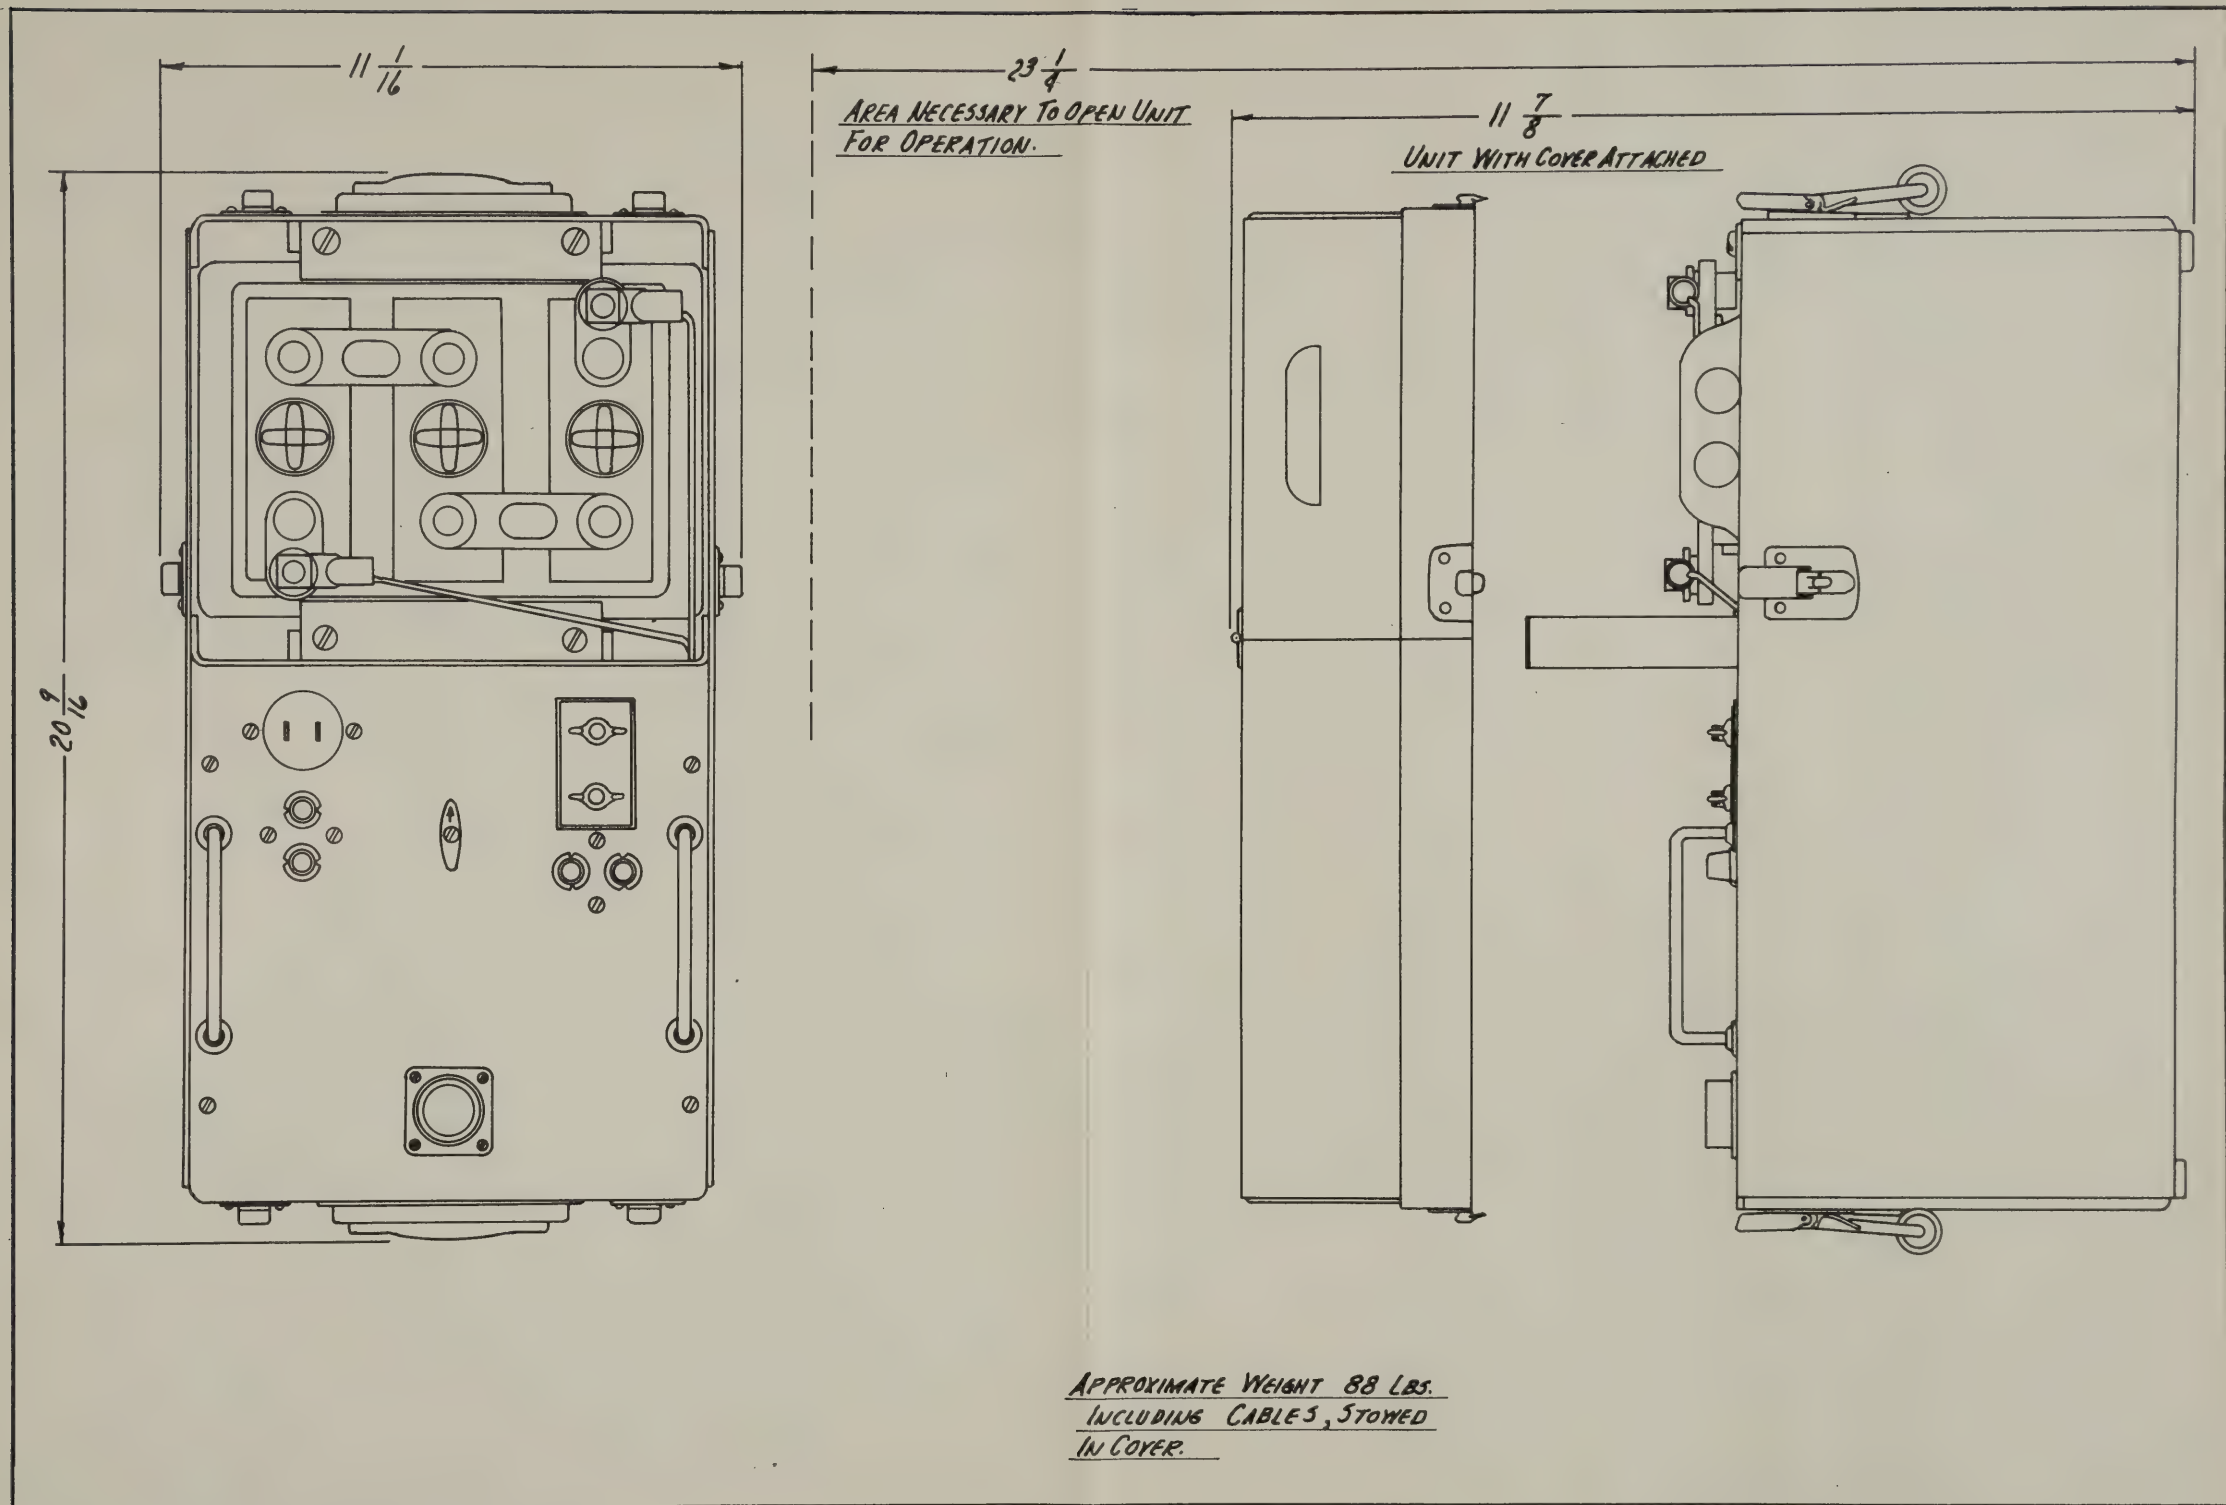 11 1/16
23 1/4
AREA NECESSARY TO OPEN UNIT
FOR OPERATION.
11 7/8
UNIT WITH COVER ATTACHED
20 9/16
APPROXIMATE WEIGHT 88 LBS.
INCLUDING CABLES, STOWED
IN COVER.